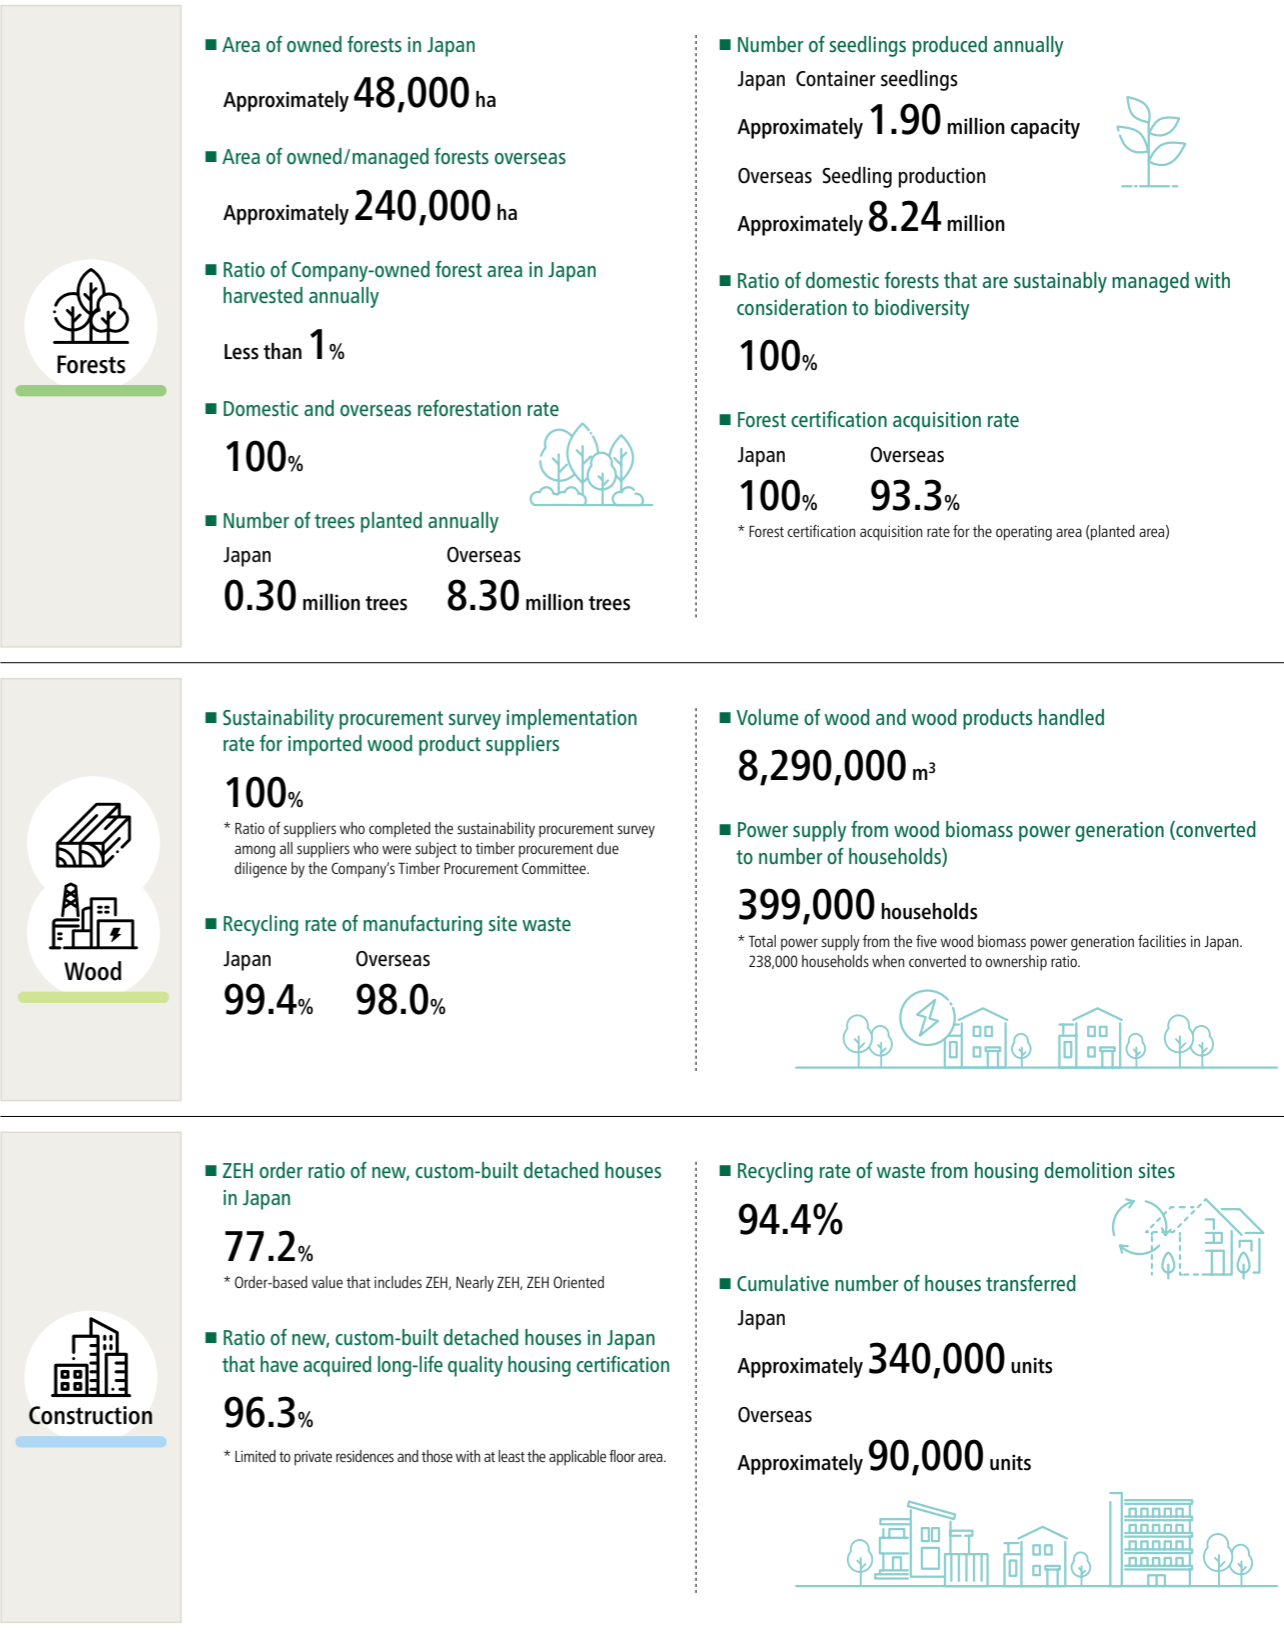 Forests
■ Area of owned forests in Japan
Approximately 48,000 ha
■ Area of owned/managed forests overseas
Approximately 240,000 ha
■ Ratio of Company-owned forest area in Japan
harvested annually
Less than 1%
■ Domestic and overseas reforestation rate
100%
■ Number of trees planted annually
Japan Overseas
0.30 million trees 8.30 million trees
■ Number of seedlings produced annually
Japan Container seedlings
Approximately 1.90 million capacity
Overseas Seedling production
Approximately 8.24 million
■ Ratio of domestic forests that are sustainably managed with
consideration to biodiversity
100%
■ Forest certification acquisition rate
Japan Overseas
100% 93.3%
* Forest certification acquisition rate for the operating area (planted area)
Wood
■ Sustainability procurement survey implementation
rate for imported wood product suppliers
100%
* Ratio of suppliers who completed the sustainability procurement survey
among all suppliers who were subject to timber procurement due
diligence by the Company's Timber Procurement Committee.
■ Recycling rate of manufacturing site waste
Japan Overseas
99.4% 98.0%
■ Volume of wood and wood products handled
8,290,000 m³
■ Power supply from wood biomass power generation (converted
to number of households)
399,000 households
* Total power supply from the five wood biomass power generation facilities in Japan.
238,000 households when converted to ownership ratio.
Construction
■ ZEH order ratio of new, custom-built detached houses
in Japan
77.2%
* Order-based value that includes ZEH, Nearly ZEH, ZEH Oriented
■ Ratio of new, custom-built detached houses in Japan
that have acquired long-life quality housing certification
96.3%
* Limited to private residences and those with at least the applicable floor area.
■ Recycling rate of waste from housing demolition sites
94.4%
■ Cumulative number of houses transferred
Japan
Approximately 340,000 units
Overseas
Approximately 90,000 units